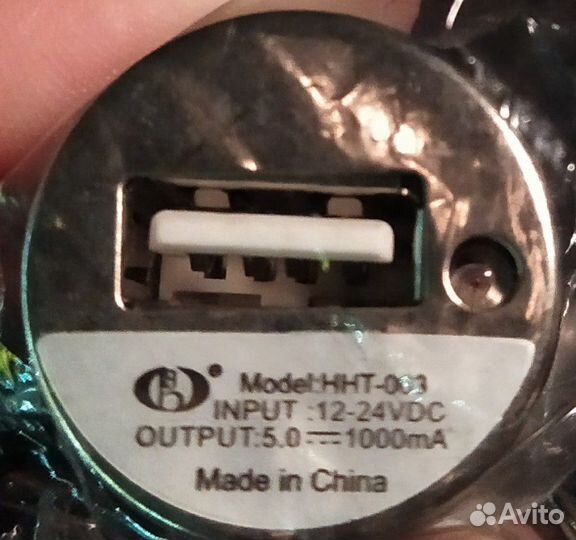 Model:HHT-003
INPUT :12-24VDC
OUTPUT:5.0⎓1000mA
Made in China
Avito